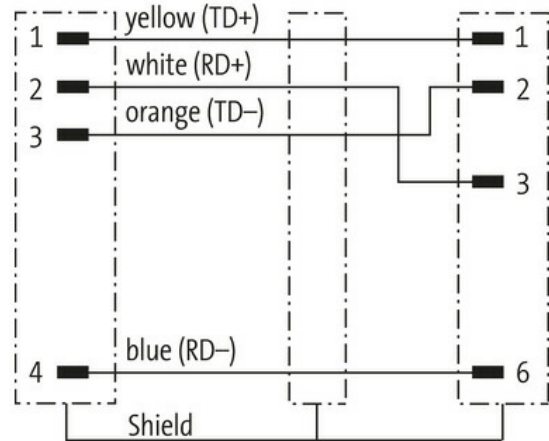 1 yellow (TD+) 1
2 white (RD+) 2
3 orange (TD–)
3
4 blue (RD–) 6
Shield